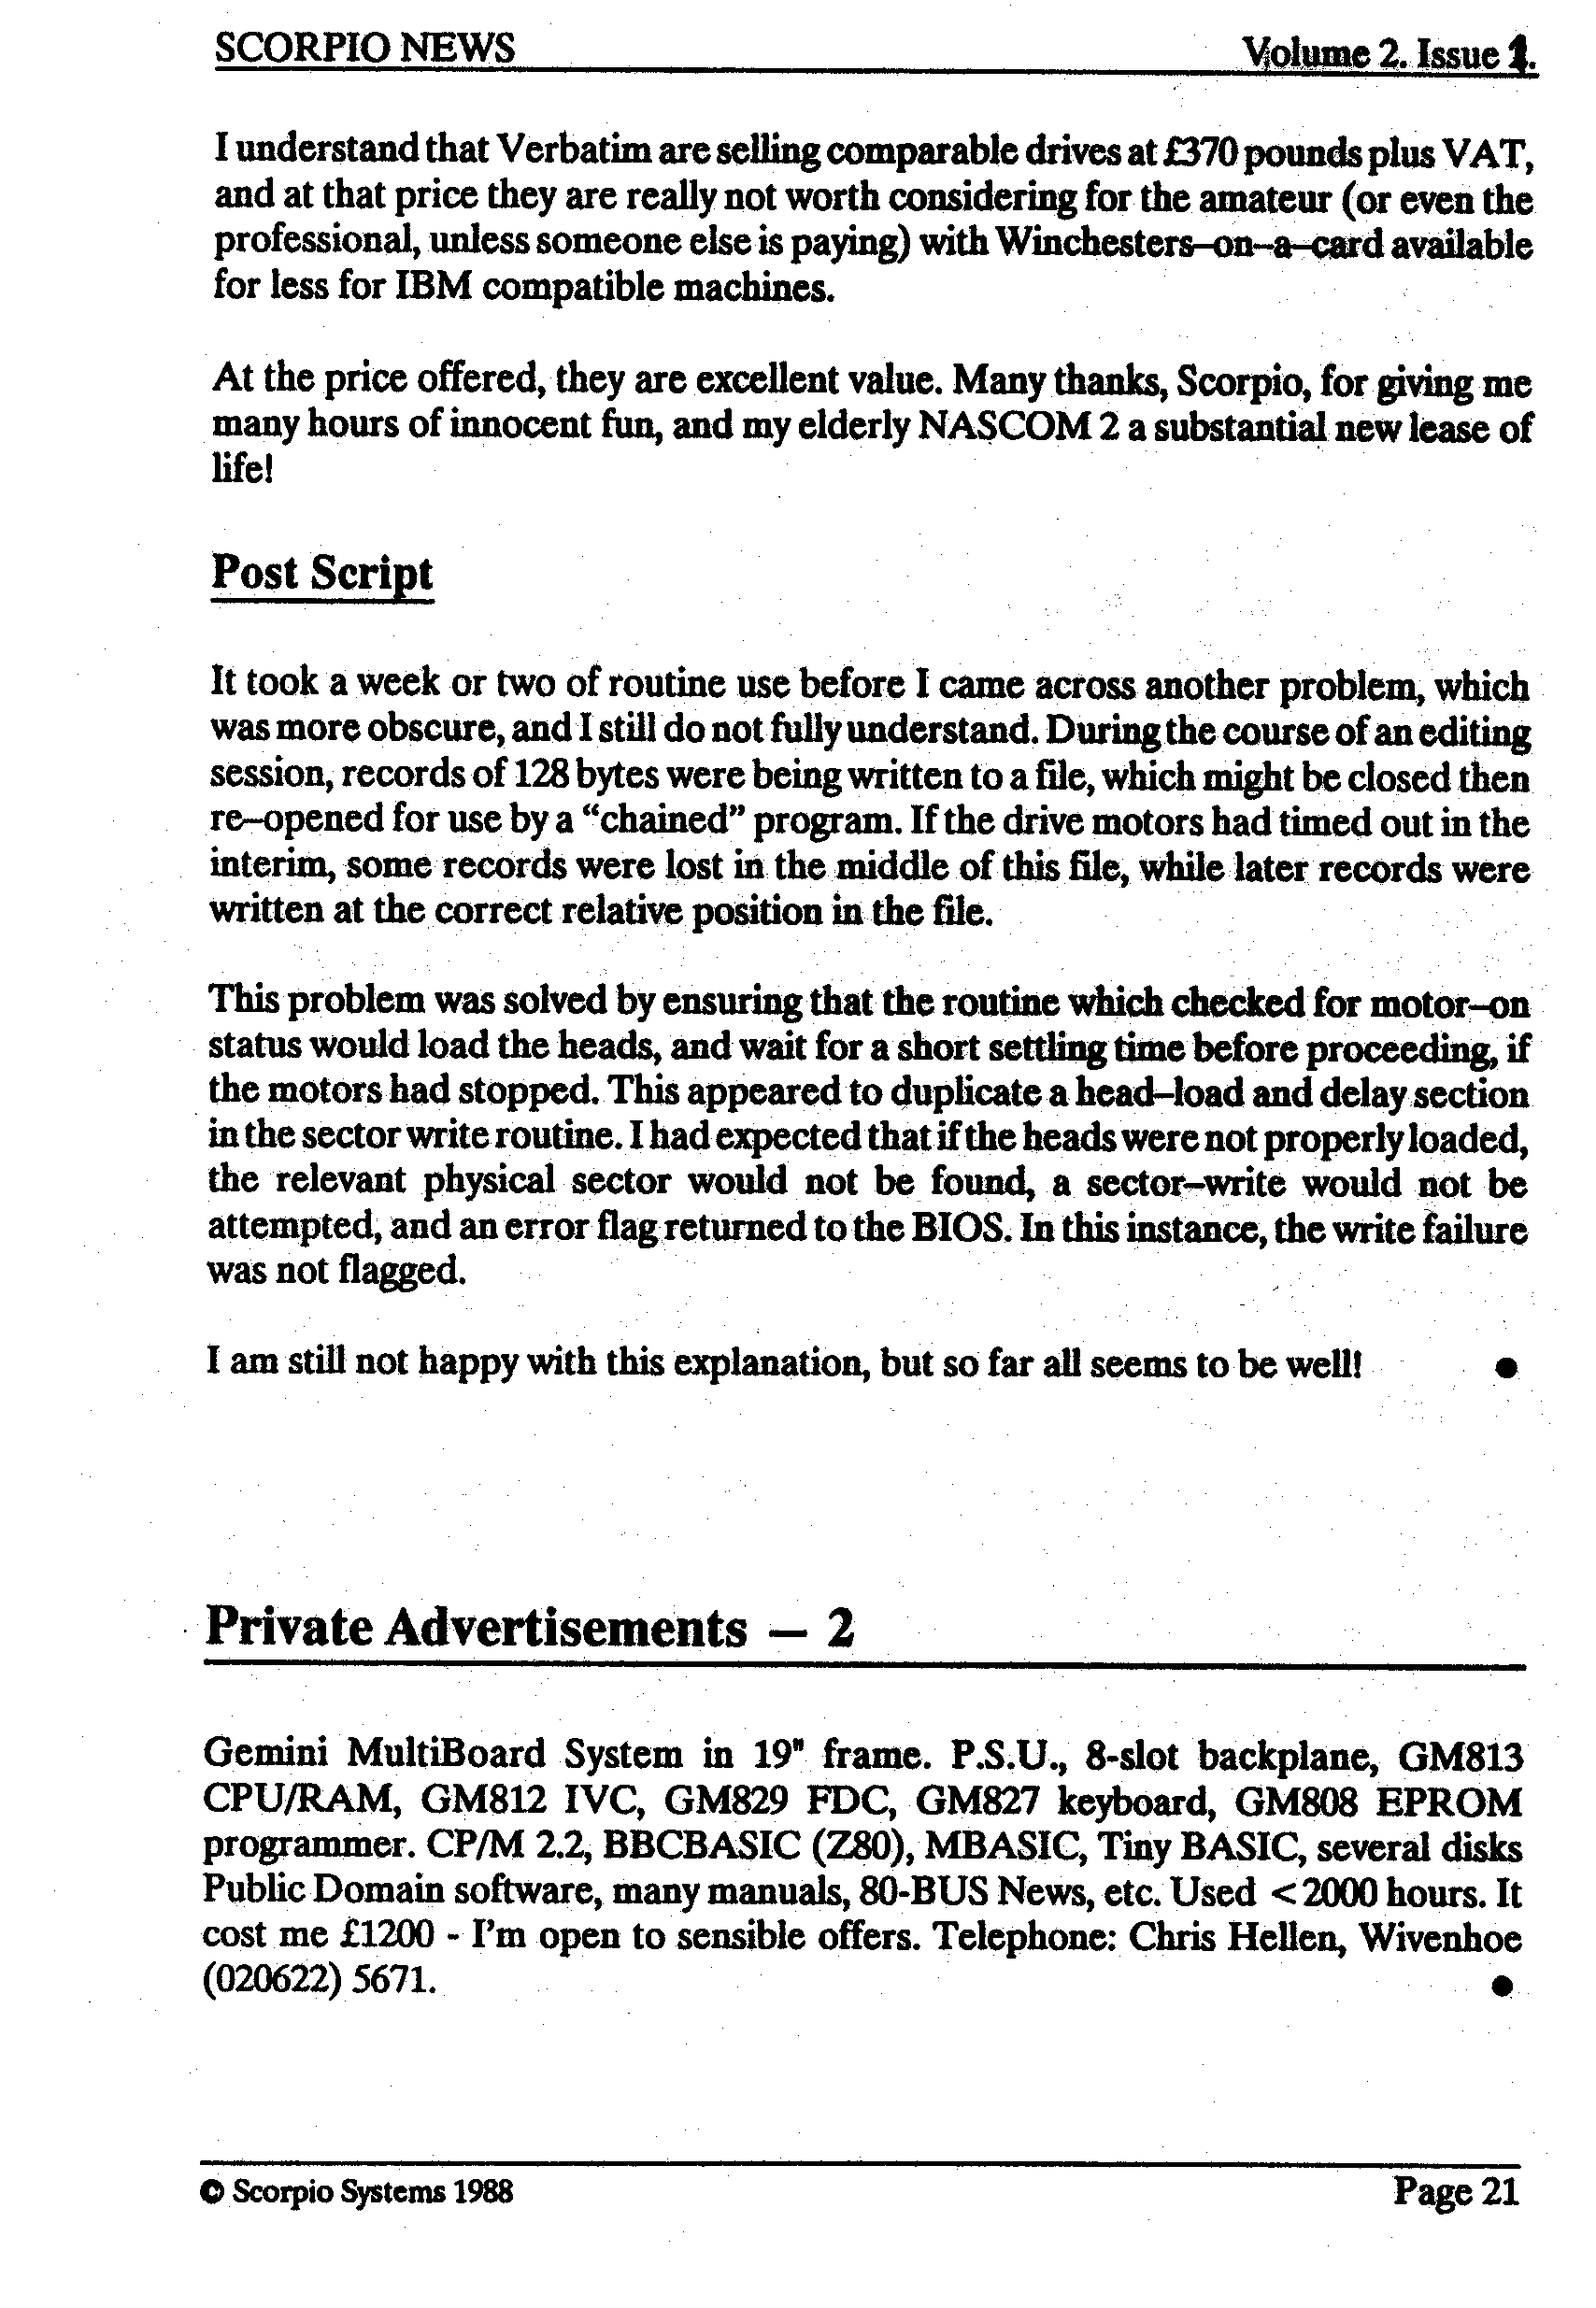 SCORPIO NEWS
Volume 2. Issue 1.
I understand that Verbatim are selling comparable drives at £370 pounds plus VAT,
and at that price they are really not worth considering for the amateur (or even the
professional, unless someone else is paying) with Winchesters–on–a–card available
for less for IBM compatible machines.
At the price offered, they are excellent value. Many thanks, Scorpio, for giving me
many hours of innocent fun, and my elderly NASCOM 2 a substantial new lease of
life!
Post Script
It took a week or two of routine use before I came across another problem, which
was more obscure, and I still do not fully understand. During the course of an editing
session, records of 128 bytes were being written to a file, which might be closed then
re–opened for use by a “chained” program. If the drive motors had timed out in the
interim, some records were lost in the middle of this file, while later records were
written at the correct relative position in the file.
This problem was solved by ensuring that the routine which checked for motor–on
status would load the heads, and wait for a short settling time before proceeding, if
the motors had stopped. This appeared to duplicate a head–load and delay section
in the sector write routine. I had expected that if the heads were not properly loaded,
the relevant physical sector would not be found, a sector–write would not be
attempted, and an error flag returned to the BIOS. In this instance, the write failure
was not flagged.
I am still not happy with this explanation, but so far all seems to be well! ●
Private Advertisements — 2
Gemini MultiBoard System in 19" frame. P.S.U., 8-slot backplane, GM813
CPU/RAM, GM812 IVC, GM829 FDC, GM827 keyboard, GM808 EPROM
programmer. CP/M 2.2, BBCBASIC (Z80), MBASIC, Tiny BASIC, several disks
Public Domain software, many manuals, 80-BUS News, etc. Used <2000 hours. It
cost me £1200 - I'm open to sensible offers. Telephone: Chris Hellen, Wivenhoe
(020622) 5671. ●
© Scorpio Systems 1988
Page 21